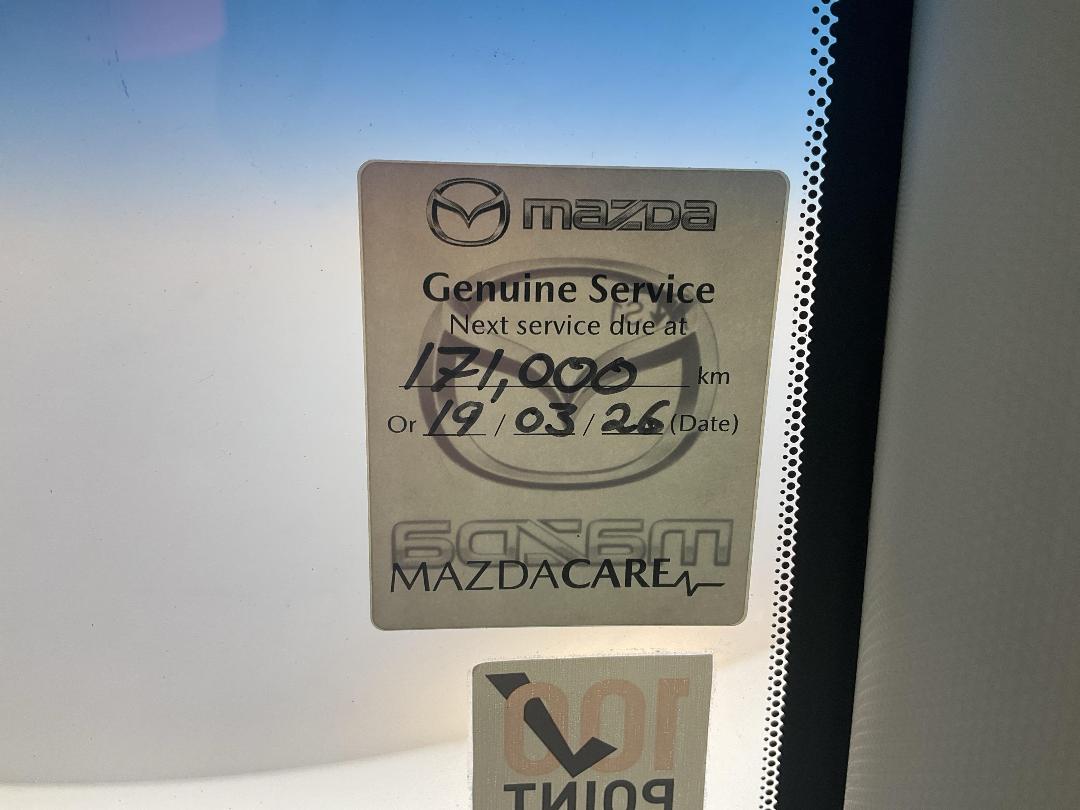 mazda
Genuine Service
Next service due at
171,000 km
Or 19 / 03 / 26 (Date)
mazda
MAZDACARE
100
POINT